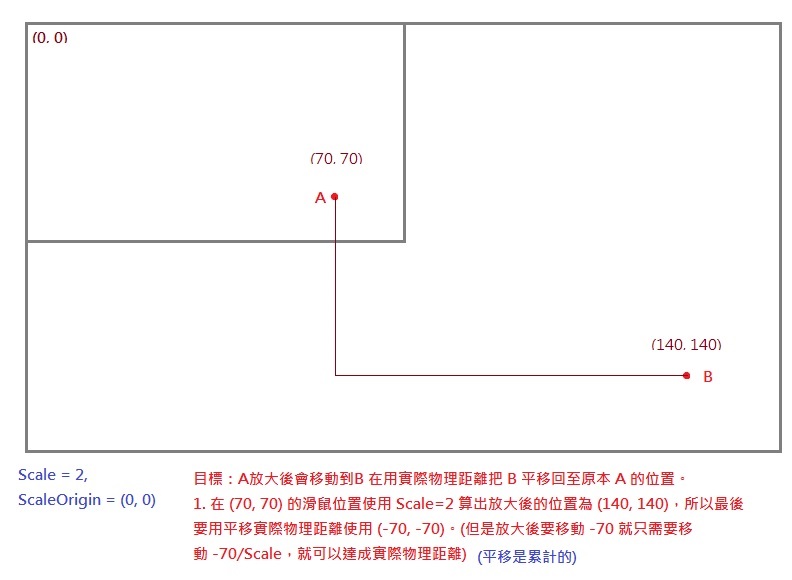 (0, 0)
(70, 70)
A
(140, 140)
B
Scale = 2,
ScaleOrigin = (0, 0)
目標：A放大後會移動到B 在用實際物理距離把 B 平移回至原本 A 的位置。
1. 在 (70, 70) 的滑鼠位置使用 Scale=2 算出放大後的位置為 (140, 140)，所以最後
要用平移實際物理距離使用 (-70, -70)。(但是放大後要移動 -70 就只需要移
動 -70/Scale，就可以達成實際物理距離) (平移是累計的)